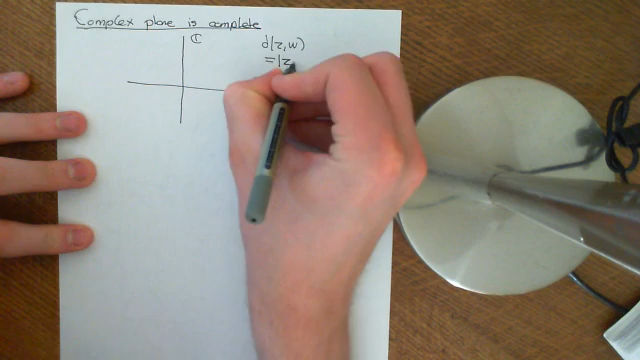 Complex plane is complete
ℂ
d(z,w)
=|z